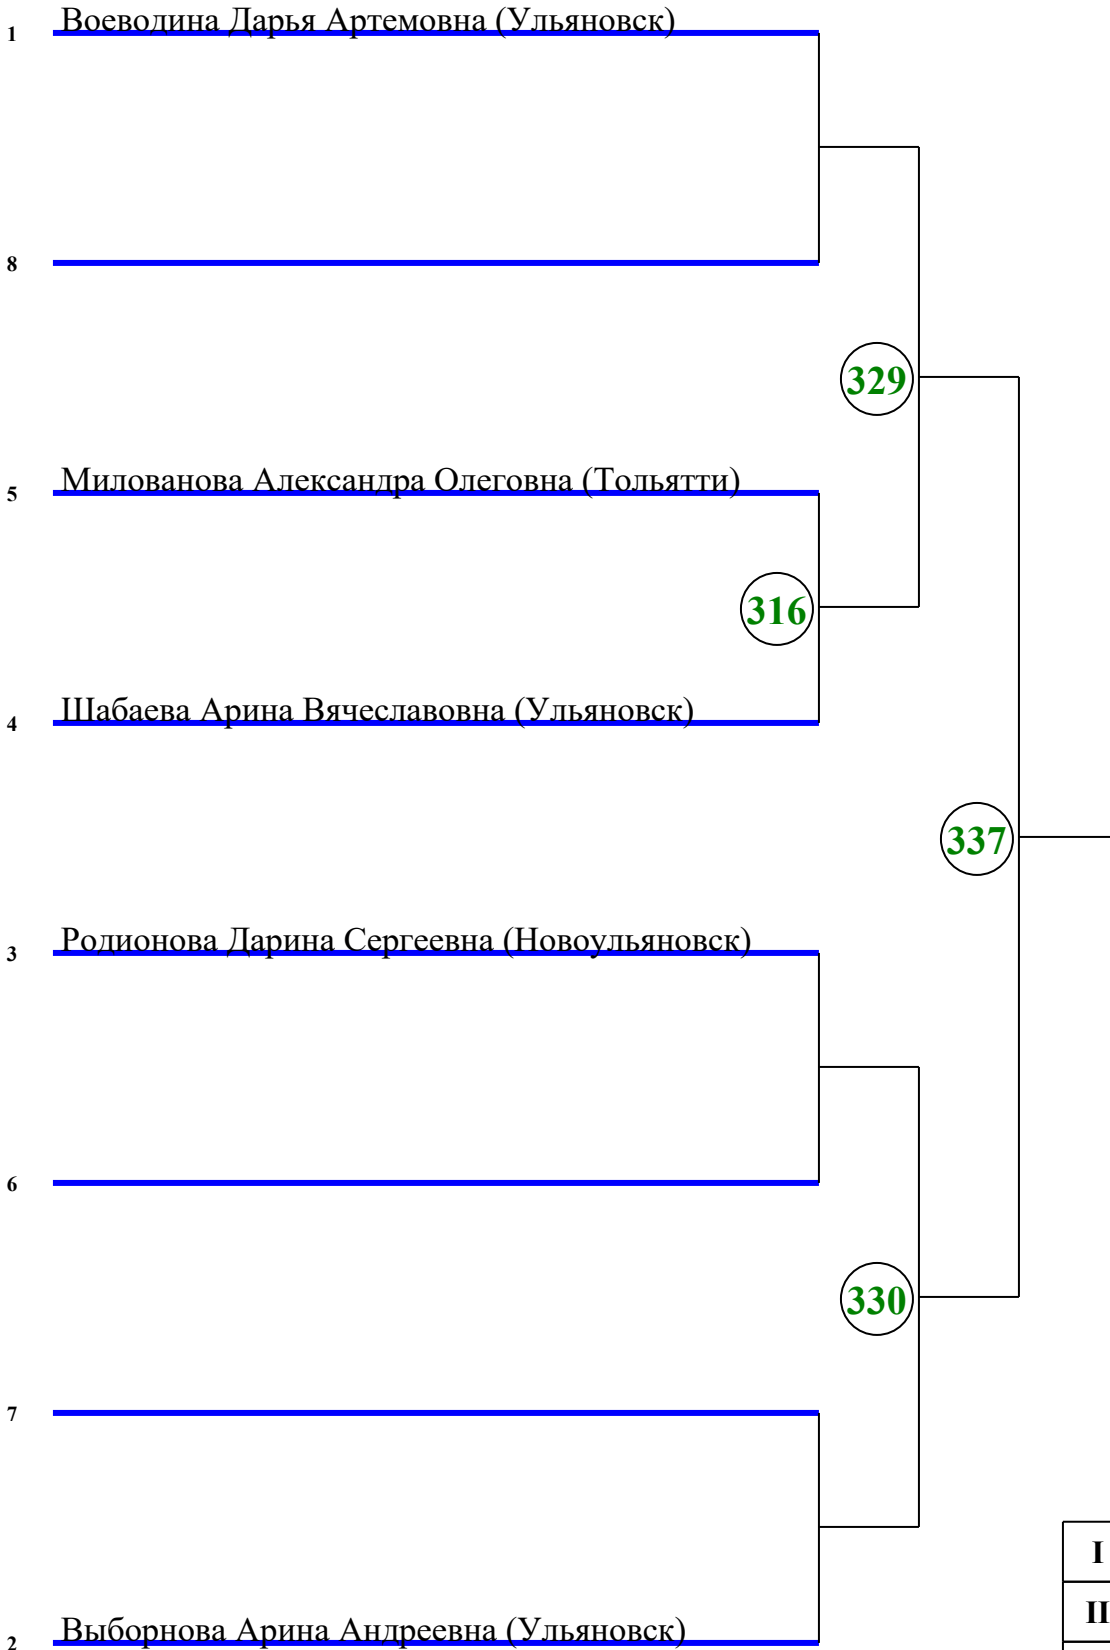 1 Воеводина Дарья Артемовна (Ульяновск)
8
329
5 Милованова Александра Олеговна (Тольятти)
316
4 Шабаева Арина Вячеславовна (Ульяновск)
337
3 Родионова Дарина Сергеевна (Новоульяновск)
6
330
7
I
II
2 Выборнова Арина Андреевна (Ульяновск)